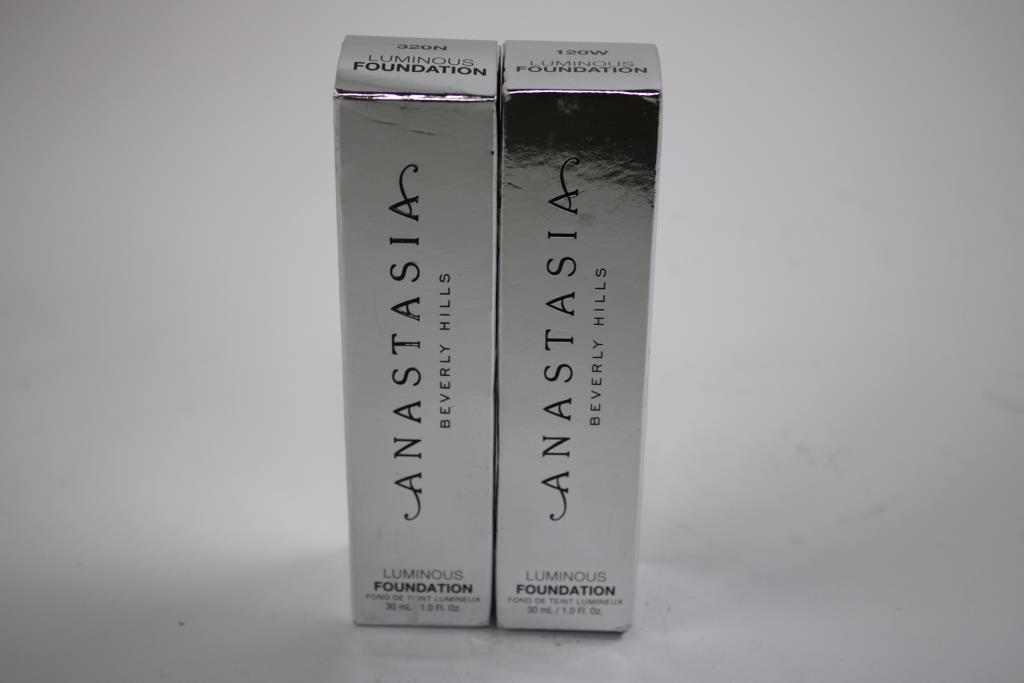 320N
LUMINOUS
FOUNDATION
ANASTASIA
BEVERLY HILLS
LUMINOUS
FOUNDATION
FOND DE TEINT LUMINEUX
30 mL 1.0 Fl. Oz.
120W
LUMINOUS
FOUNDATION
ANASTASIA
BEVERLY HILLS
LUMINOUS
FOUNDATION
FOND DE TEINT LUMINEUX
30 mL / 1.0 Fl. Oz.